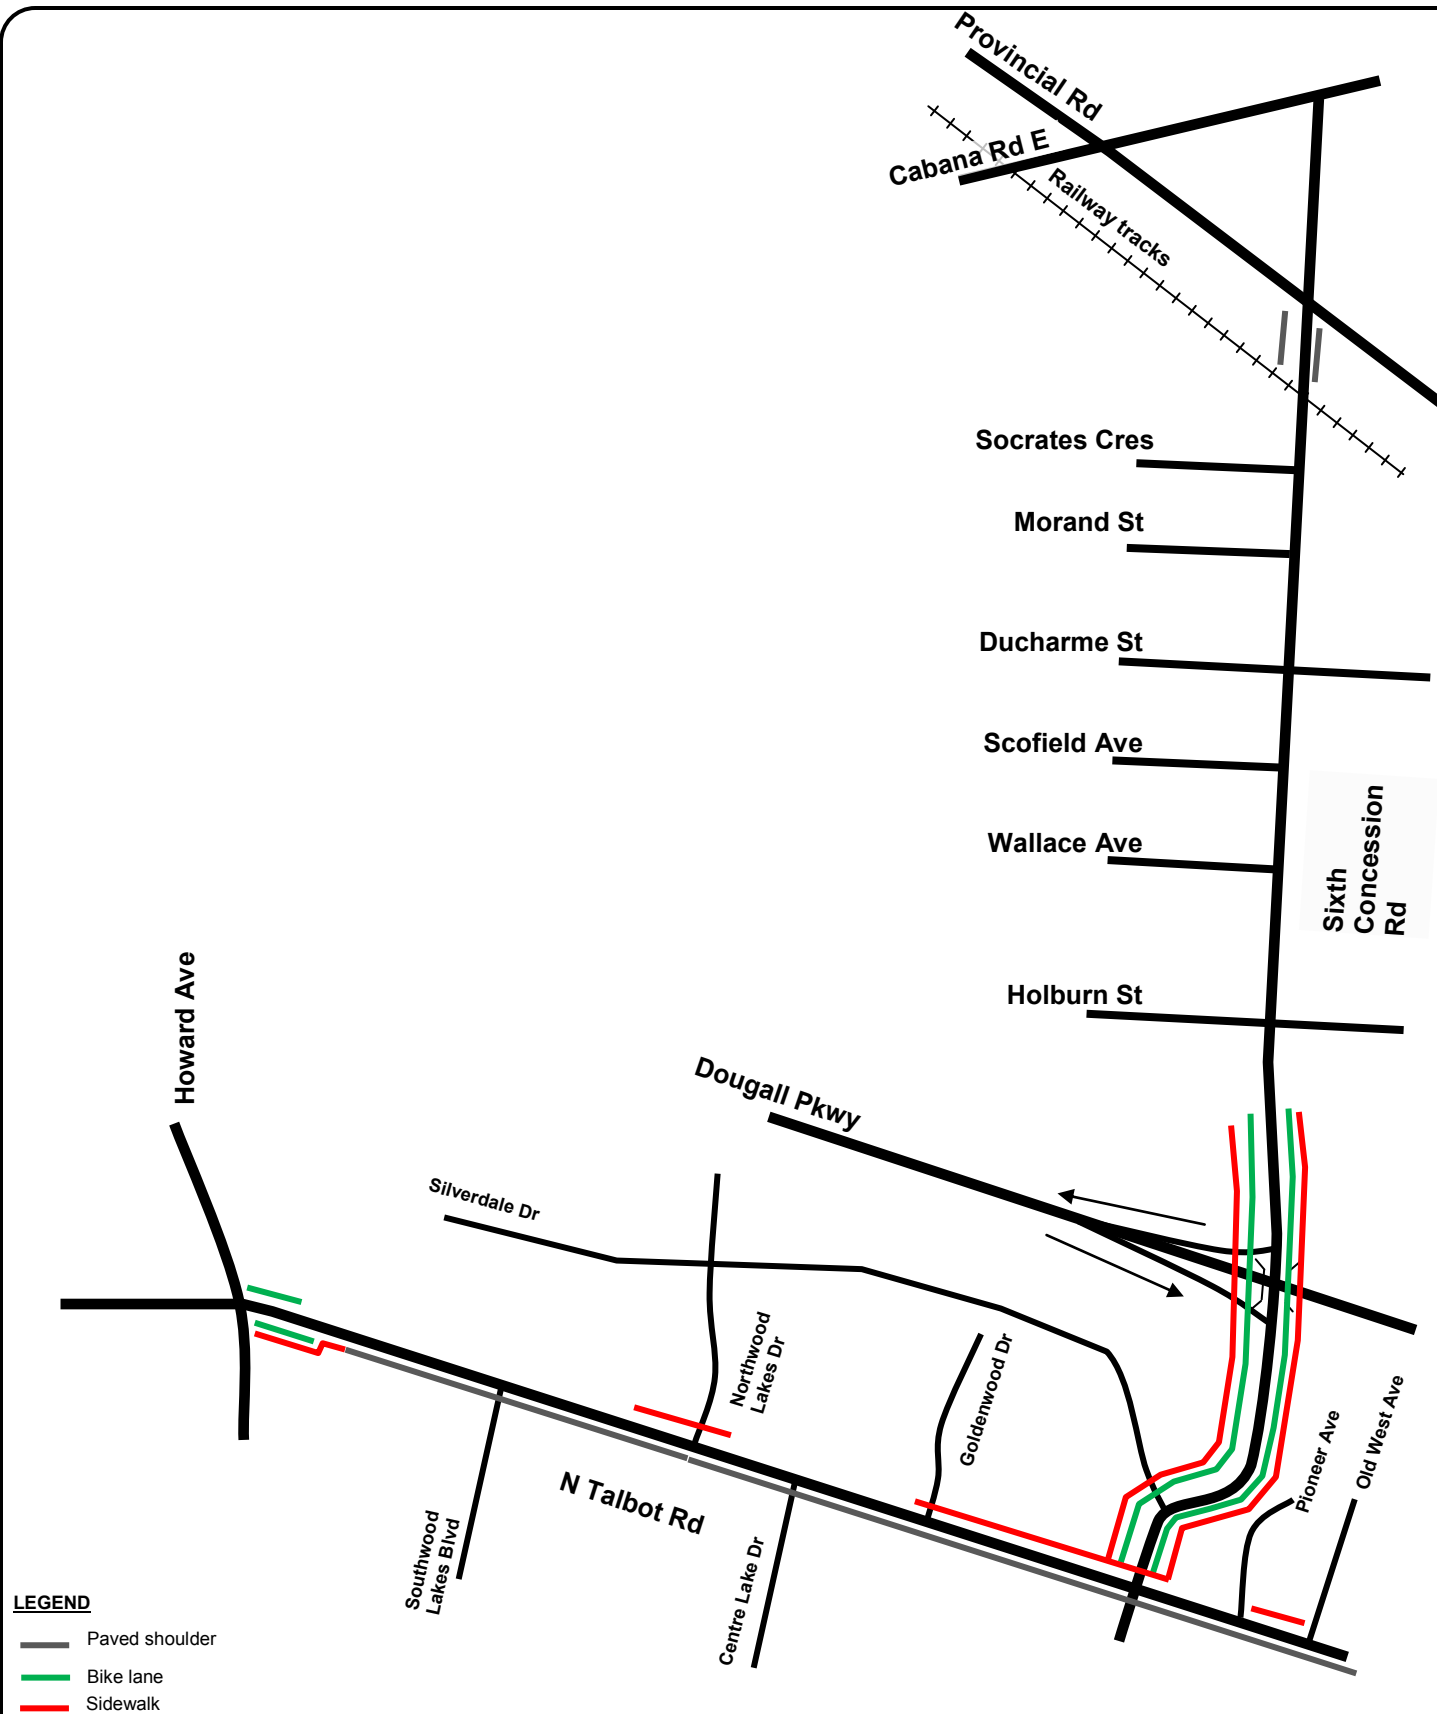 Provincial Rd
Cabana Rd E
Railway tracks
Socrates Cres
Morand St
Ducharme St
Scofield Ave
Sixth
Concession
Rd
Wallace Ave
Holburn St
Howard Ave
Dougall Pkwy
Silverdale Dr
Northwood
Lakes Dr
Goldenwood Dr
Pioneer Ave
Old West Ave
N Talbot Rd
Southwood
Lakes Blvd
Centre Lake Dr
LEGEND
Paved shoulder
Bike lane
Sidewalk